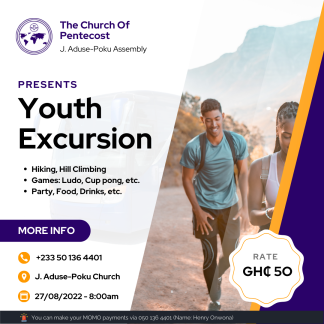 The Church Of
Pentecost
J. Aduse-Poku Assembly
PRESENTS
Youth
Excursion
• Hiking, Hill Climbing
• Games: Ludo, Cup pong, etc.
• Party, Food, Drinks, etc.
MORE INFO
+233 50 136 4401
J. Aduse-Poku Church
27/08/2022 - 8:00am
RATE
GH₵ 50
You can make your MOMO payments via 050 136 4401 (Name: Henry Onwona)